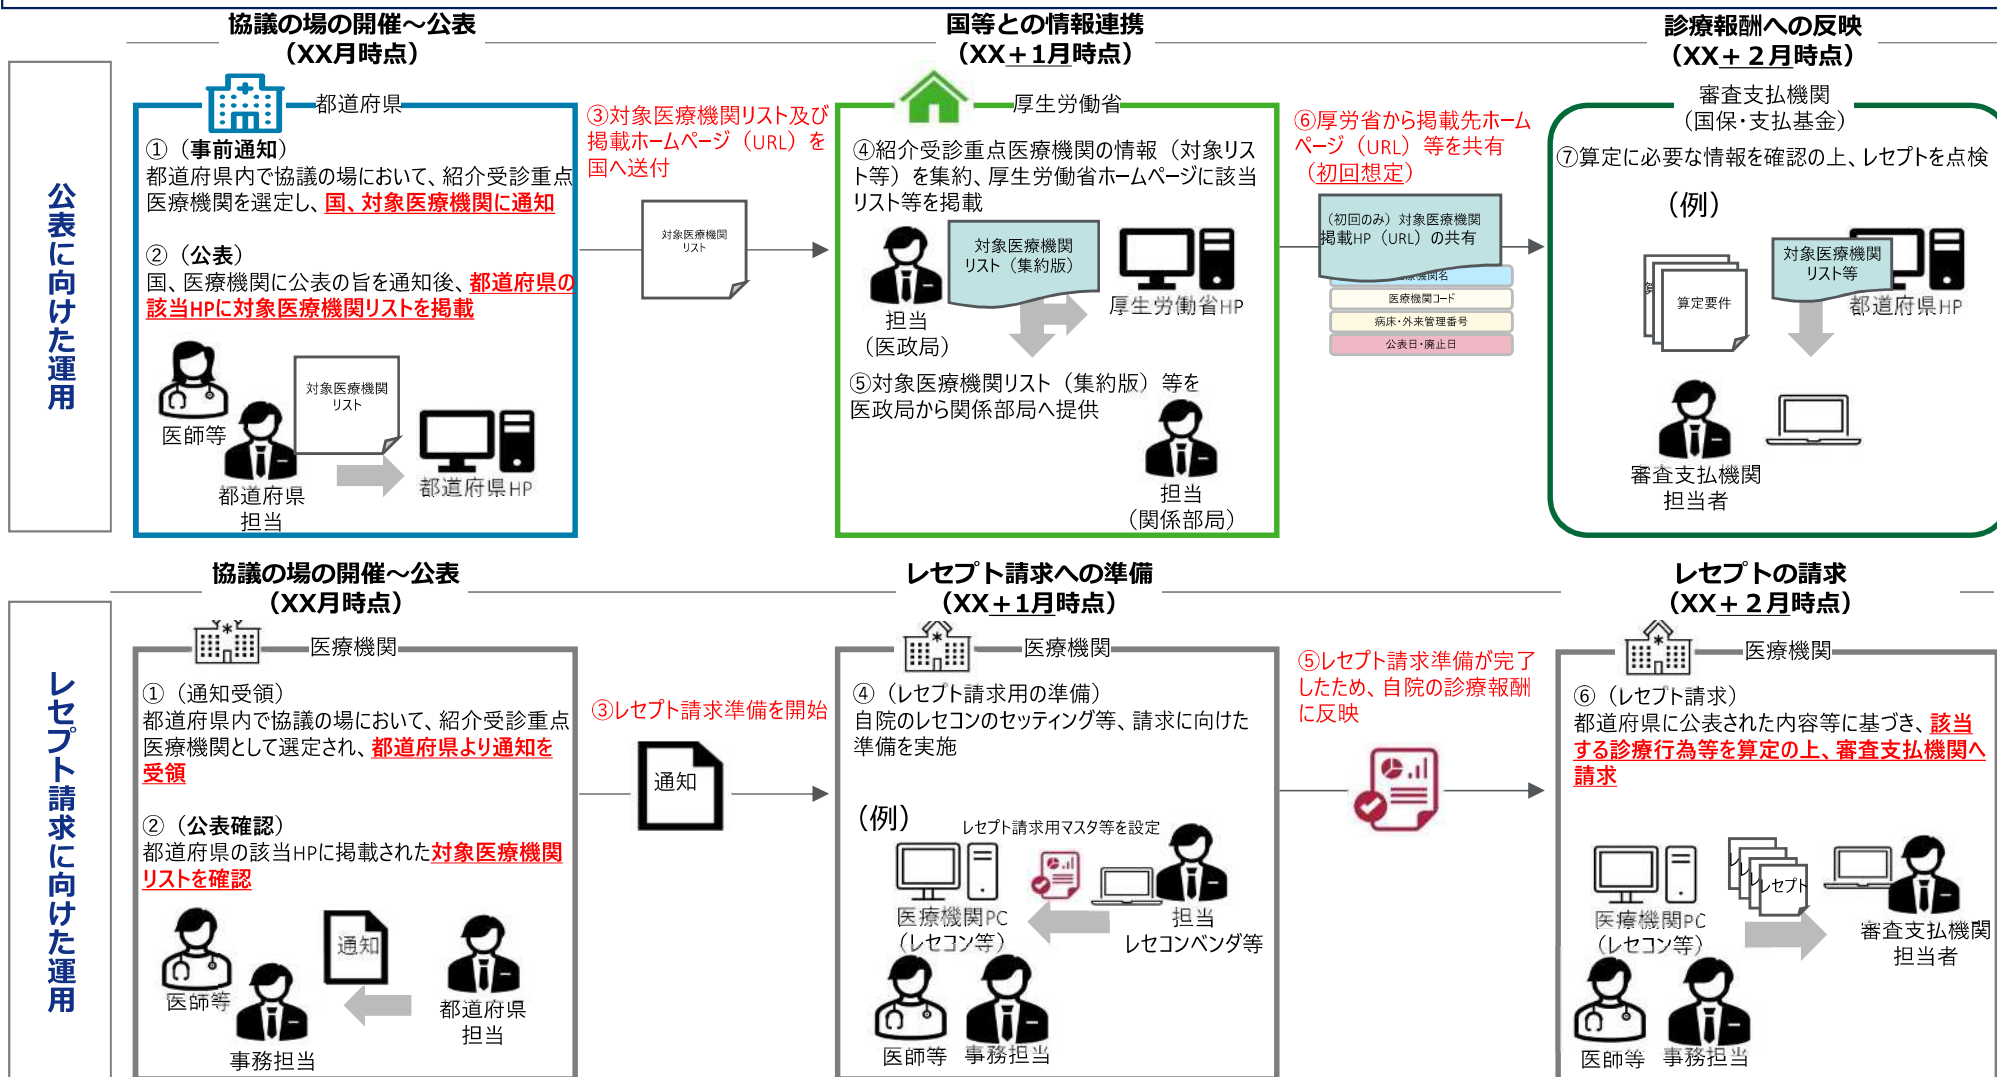 協議の場の開催～公表
（XX月時点）
国等との情報連携
（XX＋1月時点）
診療報酬への反映
（XX＋２月時点）
公表に向けた運用
都道府県
①（事前通知）
都道府県内で協議の場において、紹介受診重点
医療機関を選定し、国、対象医療機関に通知
②（公表）
国、医療機関に公表の旨を通知後、都道府県の
該当HPに対象医療機関リストを掲載
医師等
対象医療機関
リスト
都道府県
担当
都道府県HP
③対象医療機関リスト及び
掲載ホームページ（URL）を
国へ送付
対象医療機関
リスト
厚生労働省
④紹介受診重点医療機関の情報（対象リス
ト等）を集約、厚生労働省ホームページに該当
リスト等を掲載
対象医療機関
リスト（集約版）
担当
（医政局）
厚生労働省HP
⑤対象医療機関リスト（集約版）等を
医政局から関係部局へ提供
担当
（関係部局）
⑥厚労省から掲載先ホーム
ページ（URL）等を共有
（初回想定）
（初回のみ）対象医療機関
掲載HP（URL）の共有
機関名
医療機関コード
病床・外来管理番号
公表日・廃止日
審査支払機関
（国保・支払基金）
⑦算定に必要な情報を確認の上、レセプトを点検
（例）
算定要件
対象医療機関
リスト等
都道府県HP
審査支払機関
担当者
協議の場の開催～公表
（XX月時点）
レセプト請求への準備
（XX＋1月時点）
レセプトの請求
（XX＋２月時点）
レセプト請求に向けた運用
医療機関
①（通知受領）
都道府県内で協議の場において、紹介受診重点
医療機関として選定され、都道府県より通知を
受領
②（公表確認）
都道府県の該当HPに掲載された対象医療機関
リストを確認
医師等
通知
事務担当
都道府県
担当
③レセプト請求準備を開始
通知
医療機関
④（レセプト請求用の準備）
自院のレセコンのセッティング等、請求に向けた
準備を実施
（例）
レセプト請求用マスタ等を設定
医療機関PC
（レセコン等）
担当
レセコンベンダ等
医師等
事務担当
⑤レセプト請求準備が完了
したため、自院の診療報酬
に反映
医療機関
⑥（レセプト請求）
都道府県に公表された内容等に基づき、該当
する診療行為等を算定の上、審査支払機関へ
請求
医療機関PC
（レセコン等）
レセプト
審査支払機関
担当者
医師等
事務担当